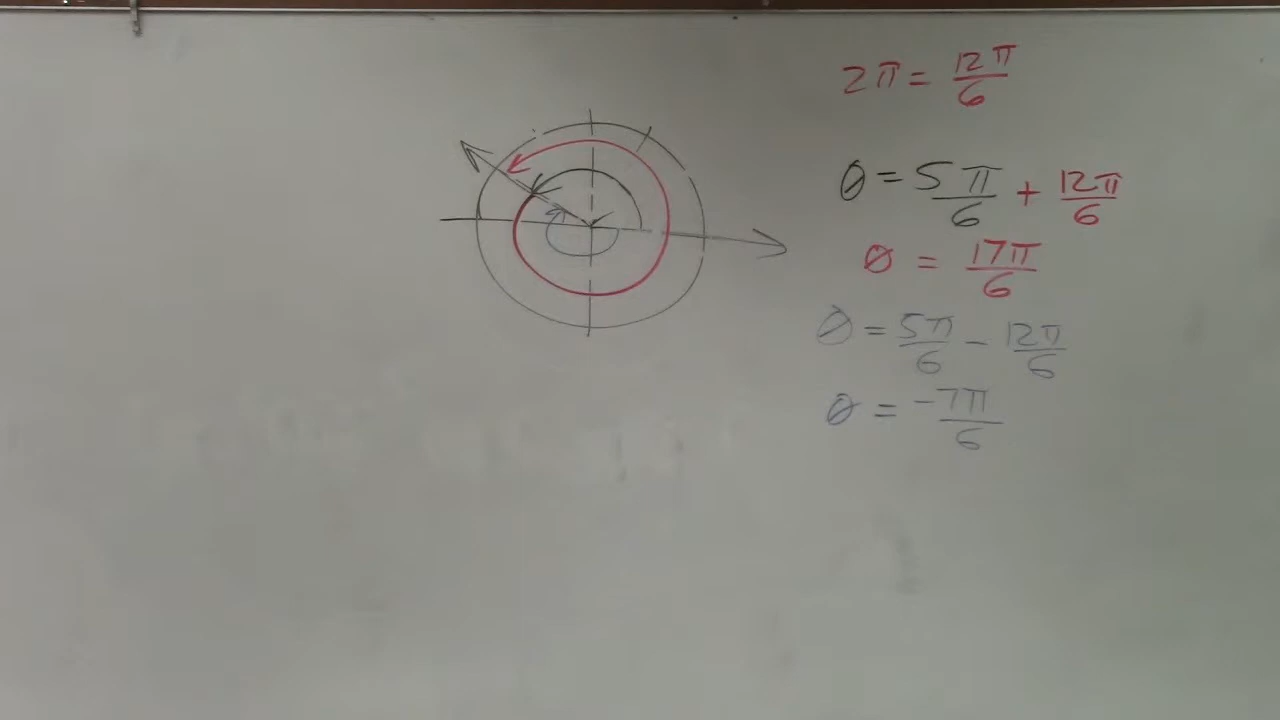 2π = 12π/6
θ = 5π/6 + 12π/6
θ = 17π/6
θ = 5π/6 - 12π/6
θ = -7π/6